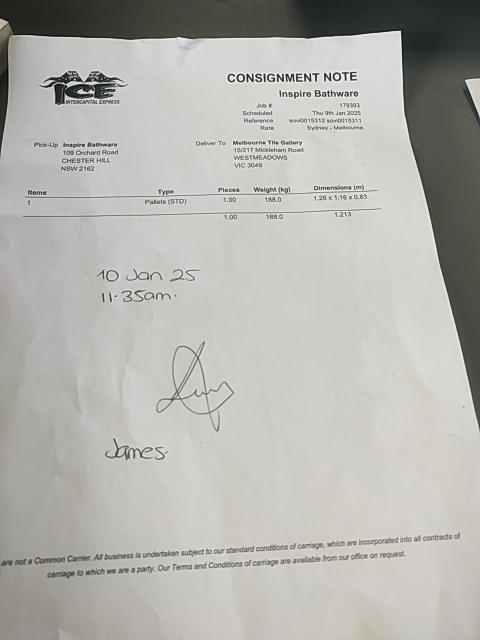 ICE
INTERCAPITAL EXPRESS
CONSIGNMENT NOTE
Inspire Bathware
Job # 179393
Scheduled Thu 9th Jan 2025
Reference sovi0015312 sovi0015311
Rate Sydney - Melbourne
Pick-Up Inspire Bathware
109 Orchard Road
CHESTER HILL
NSW 2162
Deliver To Melbourne Tile Gallery
15/217 Mickleham Road
WESTMEADOWS
VIC 3049
Items Type Pieces Weight (kg) Dimensions (m)
1 Pallets (STD) 1.00 188.0 1.26 x 1.16 x 0.83
1.00 188.0 1.213
10 Jan 25
11.35am.
James.
are not a Common Carrier. All business is undertaken subject to our standard conditions of carriage, which are incorporated into all contracts of
carriage to which we are a party. Our Terms and Conditions of carriage are available from our office on request.